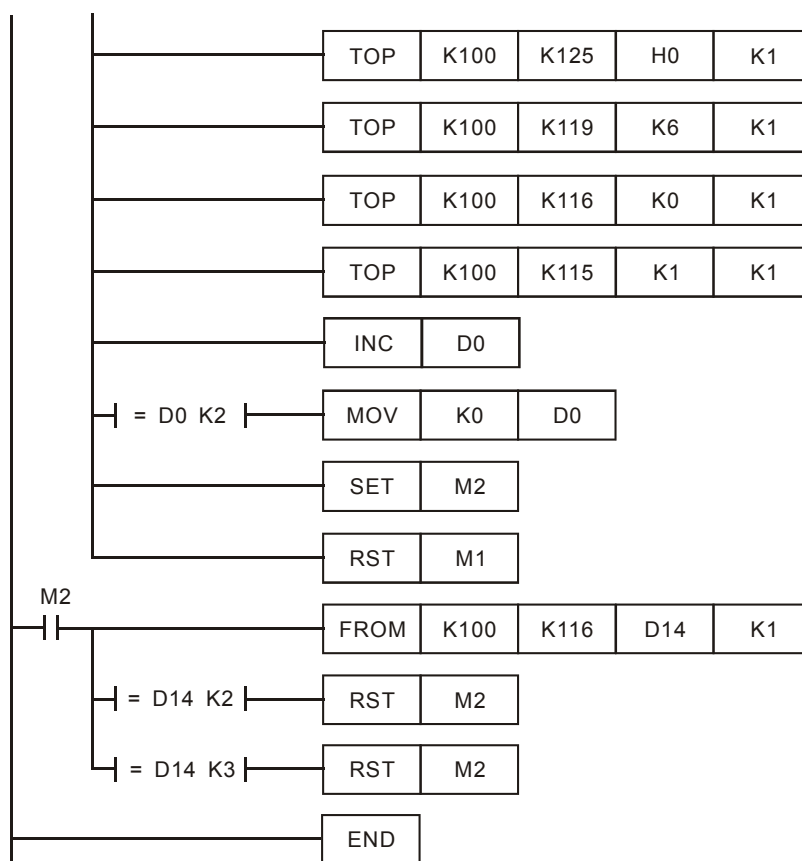 TOP K100 K125 H0 K1
TOP K100 K119 K6 K1
TOP K100 K116 K0 K1
TOP K100 K115 K1 K1
INC D0
= D0 K2 MOV K0 D0
SET M2
RST M1
M2
FROM K100 K116 D14 K1
= D14 K2 RST M2
= D14 K3 RST M2
END